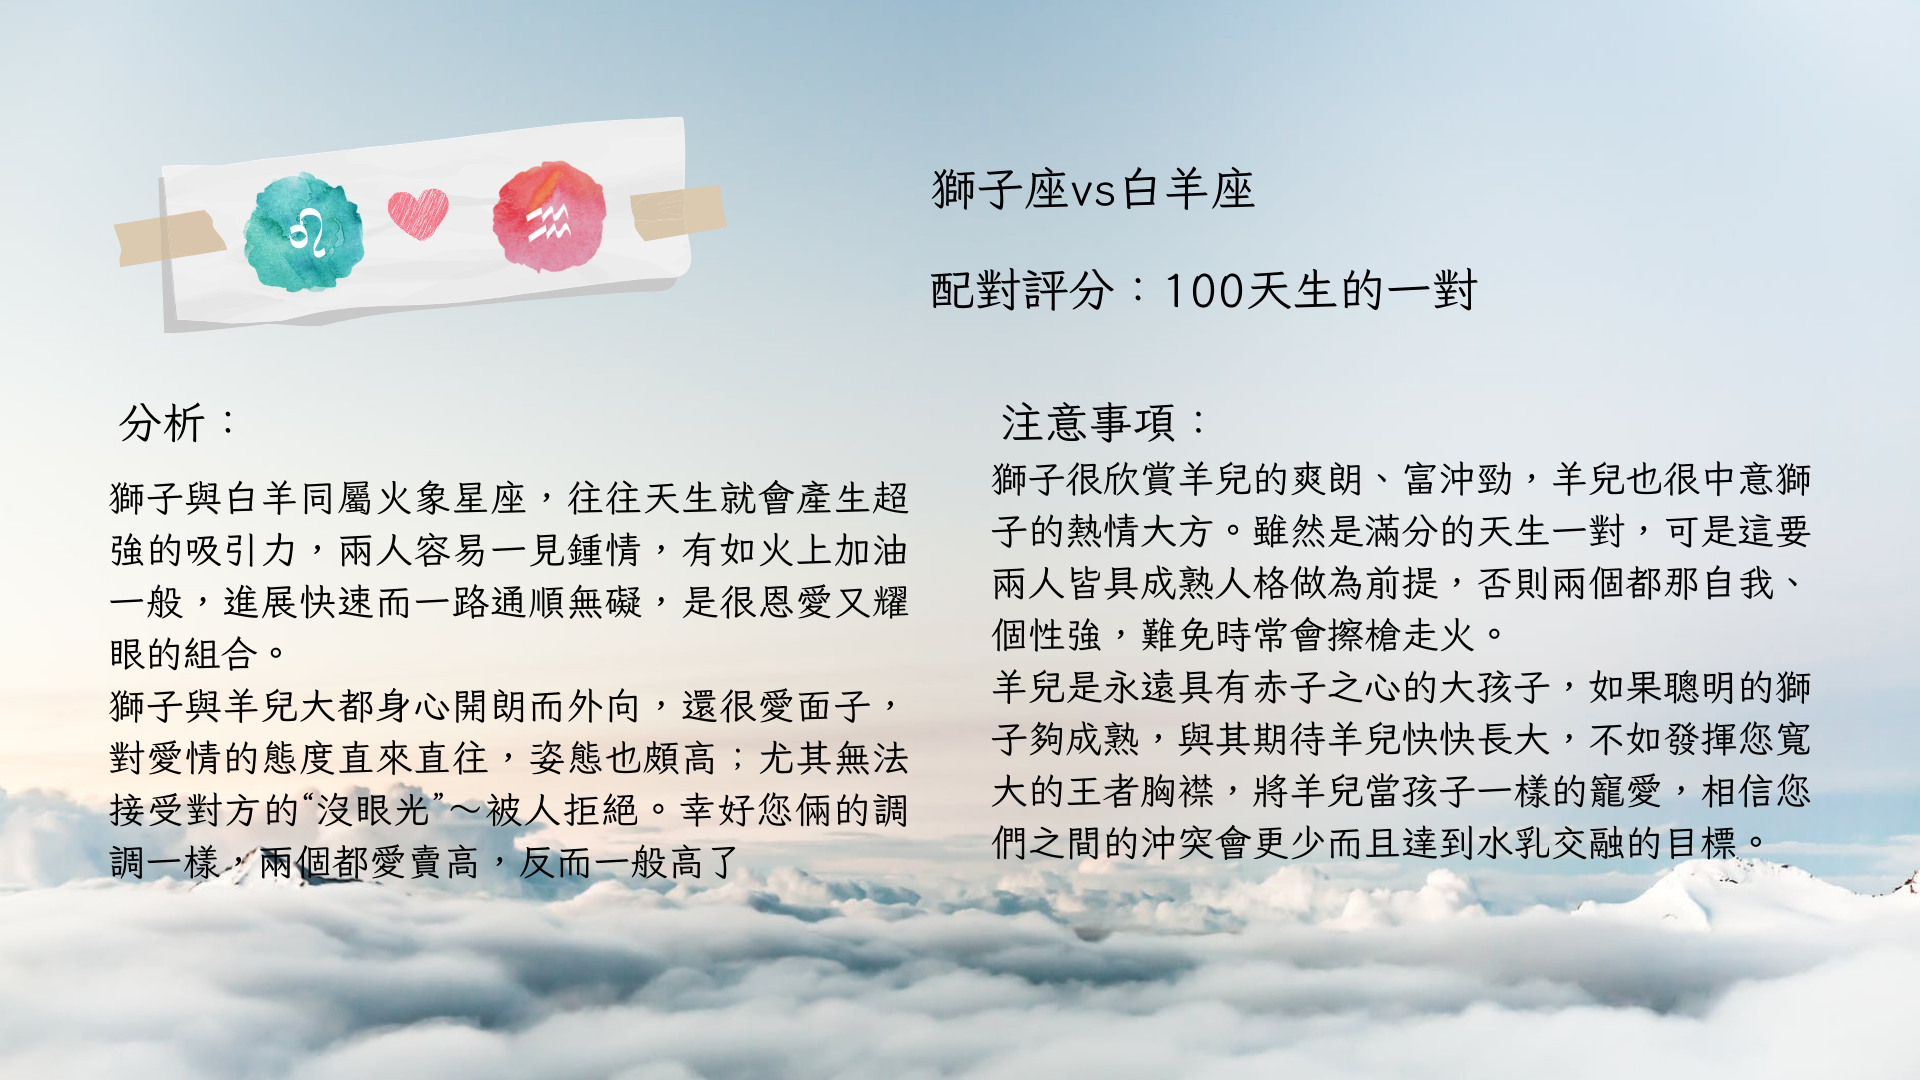 ♌ ♒
獅子座vs白羊座
配對評分：100天生的一對
分析：
獅子與白羊同屬火象星座，往往天生就會產生超
強的吸引力，兩人容易一見鍾情，有如火上加油
一般，進展快速而一路通順無礙，是很恩愛又耀
眼的組合。
獅子與羊兒大都身心開朗而外向，還很愛面子，
對愛情的態度直來直往，姿態也頗高；尤其無法
接受對方的“沒眼光”～被人拒絕。幸好您倆的調
調一樣，兩個都愛賣高，反而一般高了
注意事項：
獅子很欣賞羊兒的爽朗、富沖勁，羊兒也很中意獅
子的熱情大方。雖然是滿分的天生一對，可是這要
兩人皆具成熟人格做為前提，否則兩個都那自我、
個性強，難免時常會擦槍走火。
羊兒是永遠具有赤子之心的大孩子，如果聰明的獅
子夠成熟，與其期待羊兒快快長大，不如發揮您寬
大的王者胸襟，將羊兒當孩子一樣的寵愛，相信您
們之間的沖突會更少而且達到水乳交融的目標。